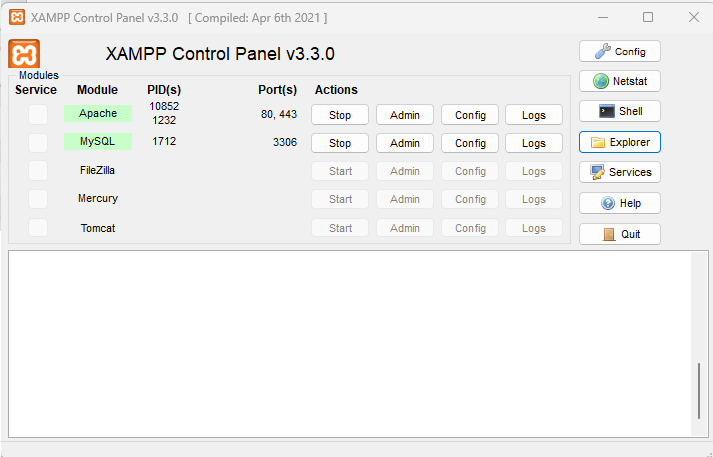 XAMPP Control Panel v3.3.0 [ Compiled: Apr 6th 2021 ]
XAMPP Control Panel v3.3.0
Config
Modules
Service Module PID(s) Port(s) Actions
Netstat
Apache 10852 1232 80, 443 Stop Admin Config Logs
Shell
MySQL 1712 3306 Stop Admin Config Logs
Explorer
FileZilla Start Admin Config Logs
Services
Mercury Start Admin Config Logs
Help
Tomcat Start Admin Config Logs
Quit